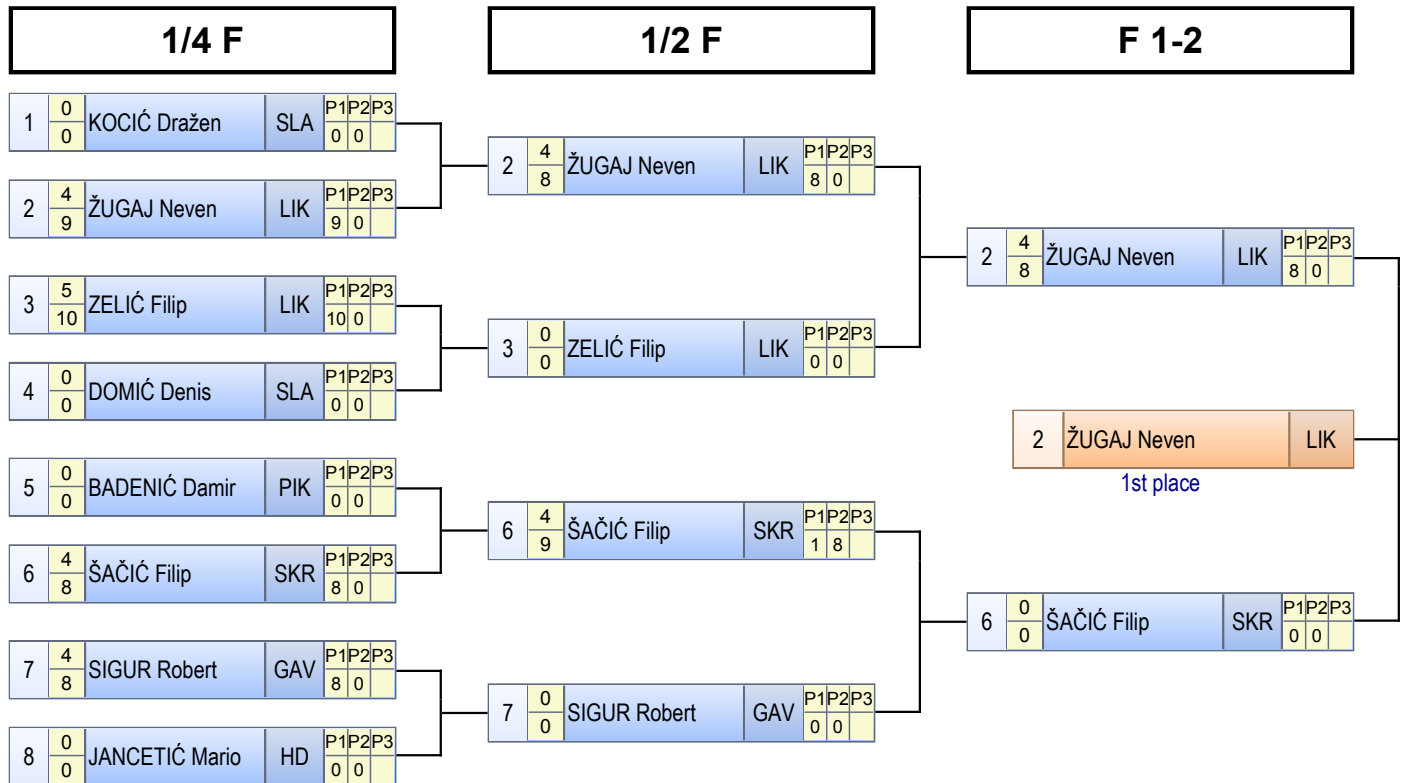 1/4 F 1/2 F F 1-2
1 0 0 KOCIĆ Dražen SLA P1 P2 P3 0 0
2 4 9 ŽUGAJ Neven LIK P1 P2 P3 9 0
3 5 10 ZELIĆ Filip LIK P1 P2 P3 10 0
4 0 0 DOMIĆ Denis SLA P1 P2 P3 0 0
5 0 0 BADENIĆ Damir PIK P1 P2 P3 0 0
6 4 8 ŠAČIĆ Filip SKR P1 P2 P3 8 0
7 4 8 SIGUR Robert GAV P1 P2 P3 8 0
8 0 0 JANCETIĆ Mario HD P1 P2 P3 0 0
2 4 8 ŽUGAJ Neven LIK P1 P2 P3 8 0
3 0 0 ZELIĆ Filip LIK P1 P2 P3 0 0
6 4 9 ŠAČIĆ Filip SKR P1 P2 P3 1 8
7 0 0 SIGUR Robert GAV P1 P2 P3 0 0
2 4 8 ŽUGAJ Neven LIK P1 P2 P3 8 0
2 ŽUGAJ Neven LIK
1st place
6 0 0 ŠAČIĆ Filip SKR P1 P2 P3 0 0